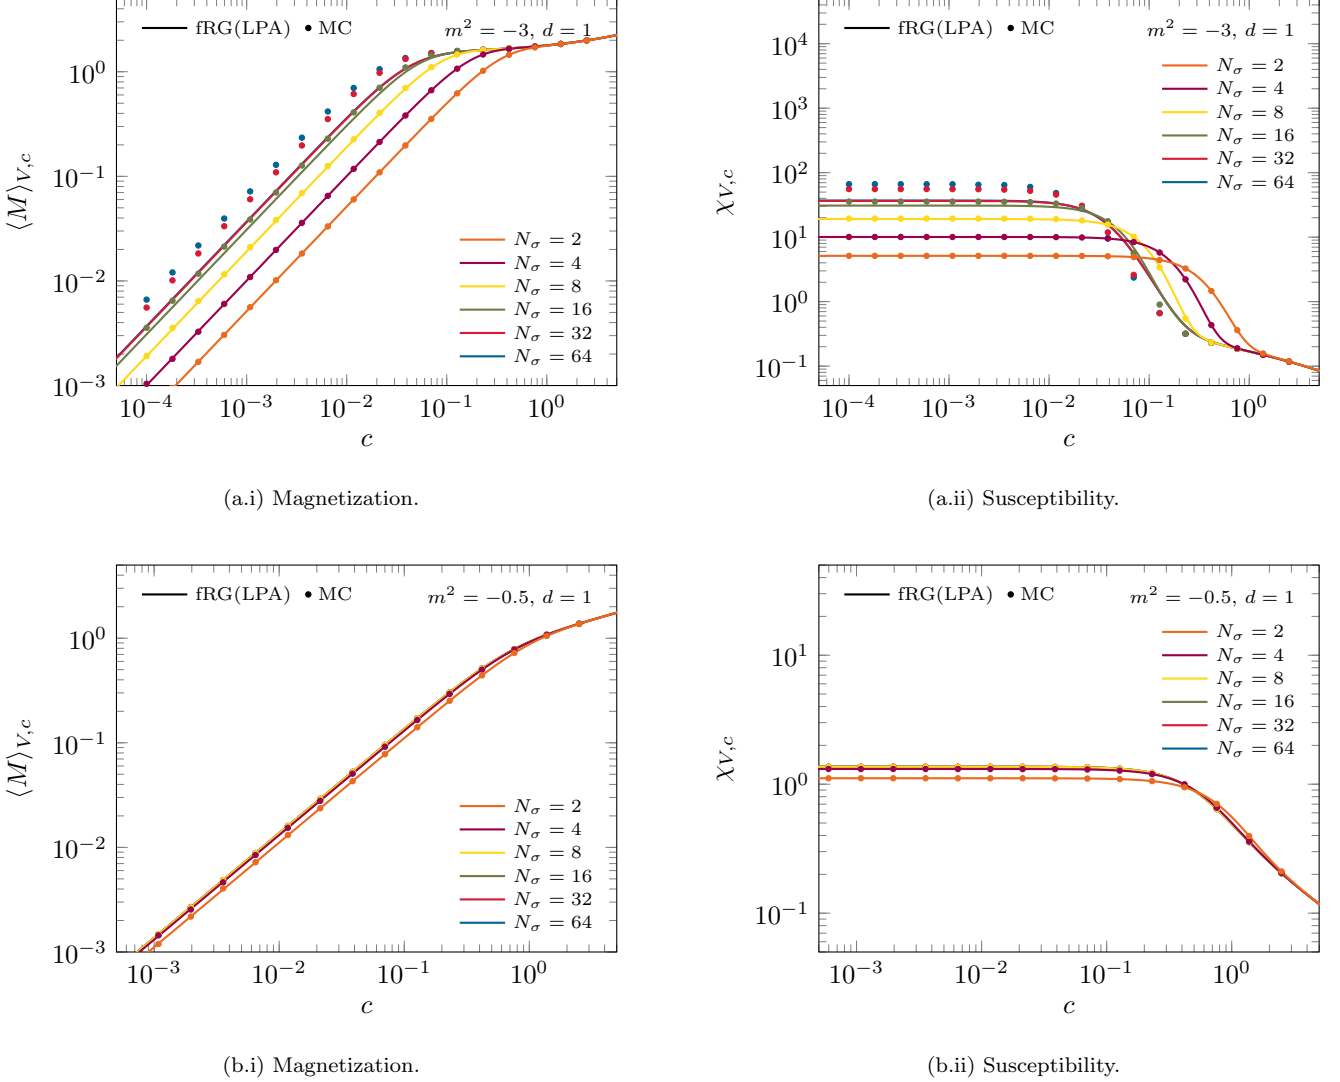 fRG(LPA) MC m² = −3, d = 1
10⁰
10⁻¹
10⁻²
10⁻³
⟨M⟩V,c
Nσ = 2
Nσ = 4
Nσ = 8
Nσ = 16
Nσ = 32
Nσ = 64
10⁻⁴ 10⁻³ 10⁻² 10⁻¹ 10⁰
c
(a.i) Magnetization.
fRG(LPA) MC m² = −3, d = 1
10⁴
10³
10²
10¹
10⁰
10⁻¹
χV,c
Nσ = 2
Nσ = 4
Nσ = 8
Nσ = 16
Nσ = 32
Nσ = 64
10⁻⁴ 10⁻³ 10⁻² 10⁻¹ 10⁰
c
(a.ii) Susceptibility.
fRG(LPA) MC m² = −0.5, d = 1
10⁰
10⁻¹
10⁻²
10⁻³
⟨M⟩V,c
Nσ = 2
Nσ = 4
Nσ = 8
Nσ = 16
Nσ = 32
Nσ = 64
10⁻³ 10⁻² 10⁻¹ 10⁰
c
(b.i) Magnetization.
fRG(LPA) MC m² = −0.5, d = 1
10¹
10⁰
10⁻¹
χV,c
Nσ = 2
Nσ = 4
Nσ = 8
Nσ = 16
Nσ = 32
Nσ = 64
10⁻³ 10⁻² 10⁻¹ 10⁰
c
(b.ii) Susceptibility.